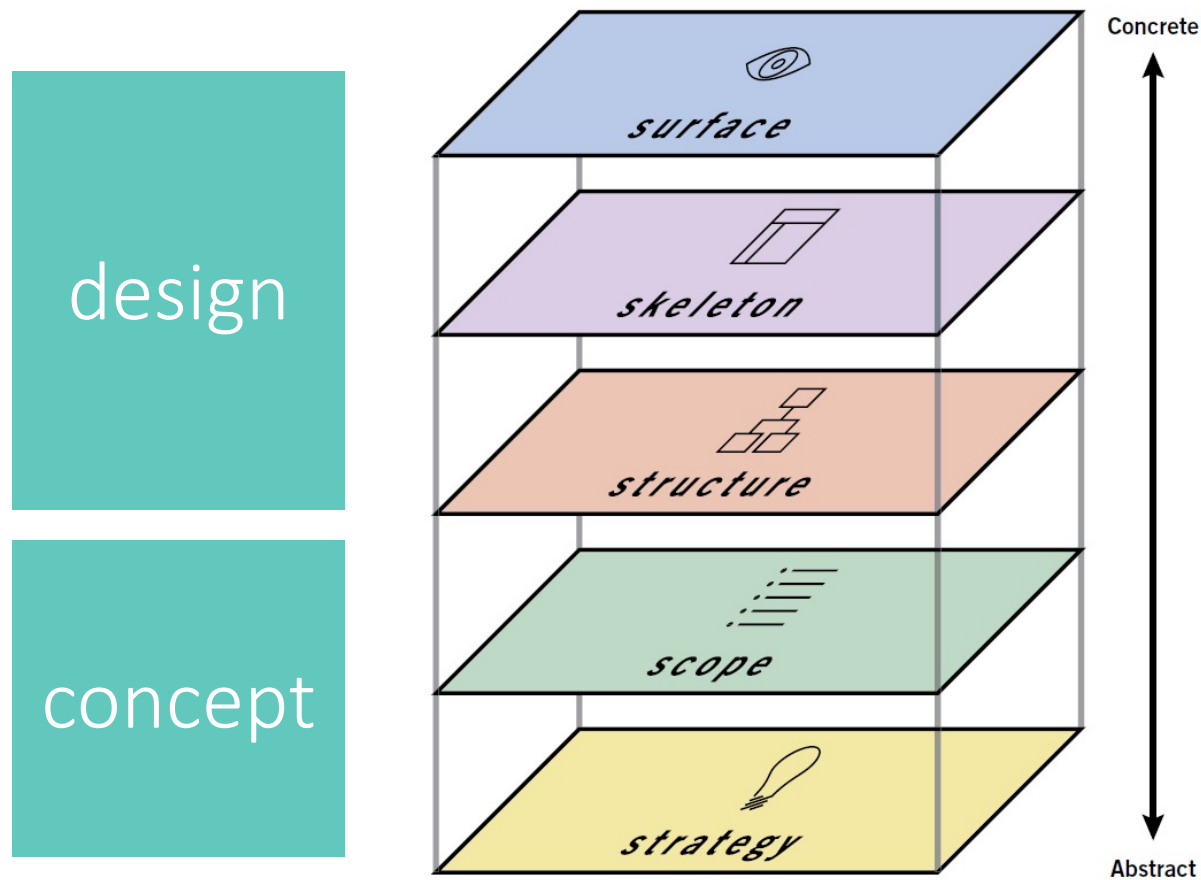 Concrete
surface
design
skeleton
structure
concept
scope
strategy
Abstract